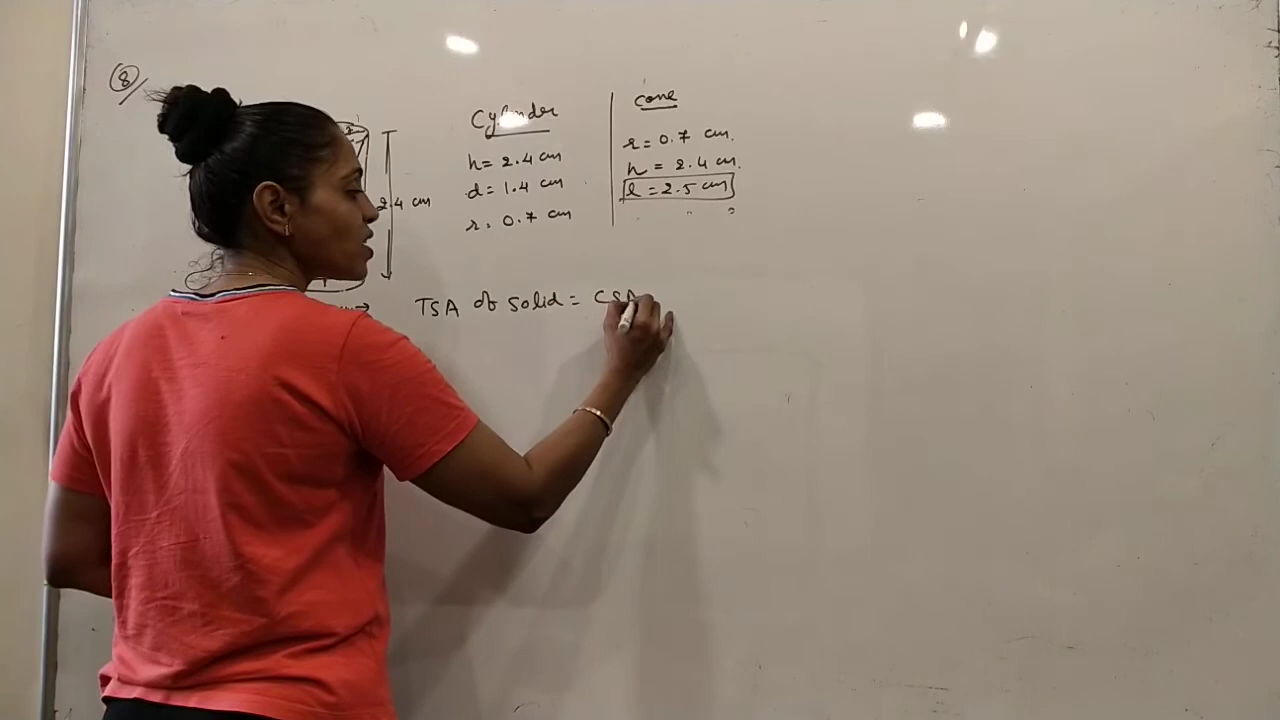 8
Cylinder
h = 2.4 cm
d = 1.4 cm
r = 0.7 cm
cone
r = 0.7 cm.
h = 2.4 cm.
l = 2.5 cm
2.4 cm
TSA of solid = CSA